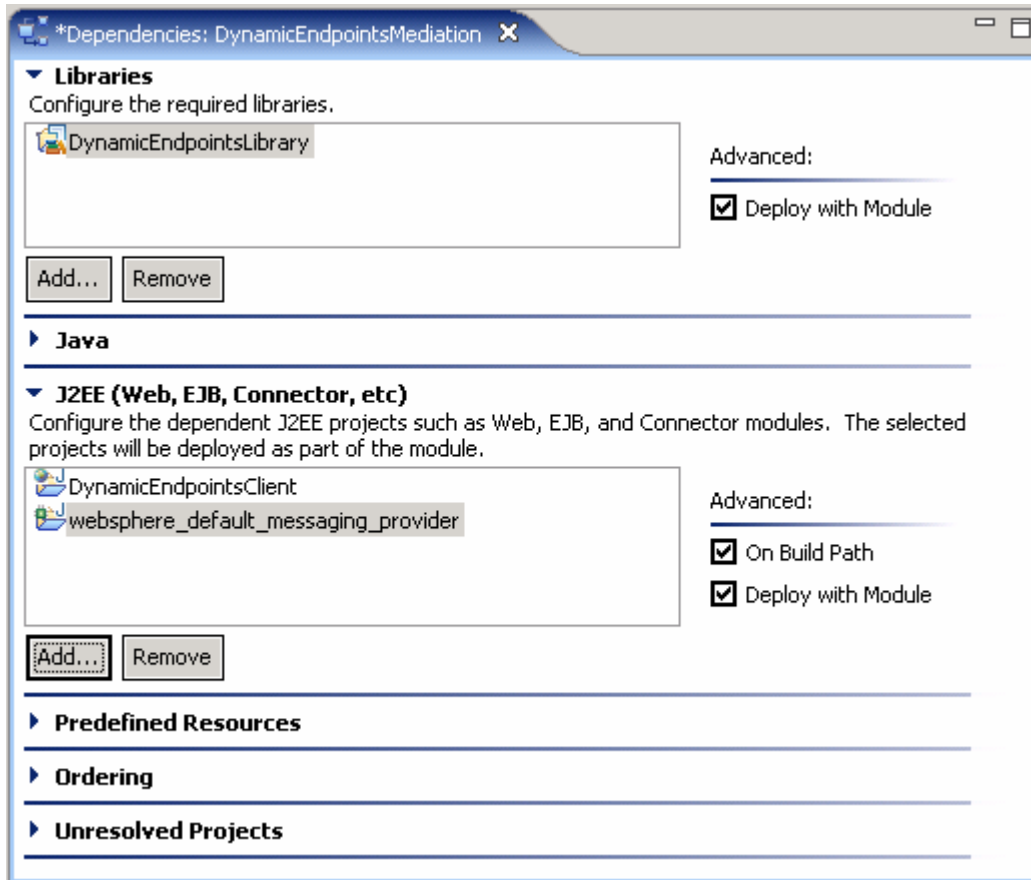 *Dependencies: DynamicEndpointsMediation
Libraries
Configure the required libraries.
DynamicEndpointsLibrary
Advanced:
Deploy with Module
Add... Remove
Java
J2EE (Web, EJB, Connector, etc)
Configure the dependent J2EE projects such as Web, EJB, and Connector modules. The selected
projects will be deployed as part of the module.
DynamicEndpointsClient
websphere_default_messaging_provider
Advanced:
On Build Path
Deploy with Module
Add... Remove
Predefined Resources
Ordering
Unresolved Projects